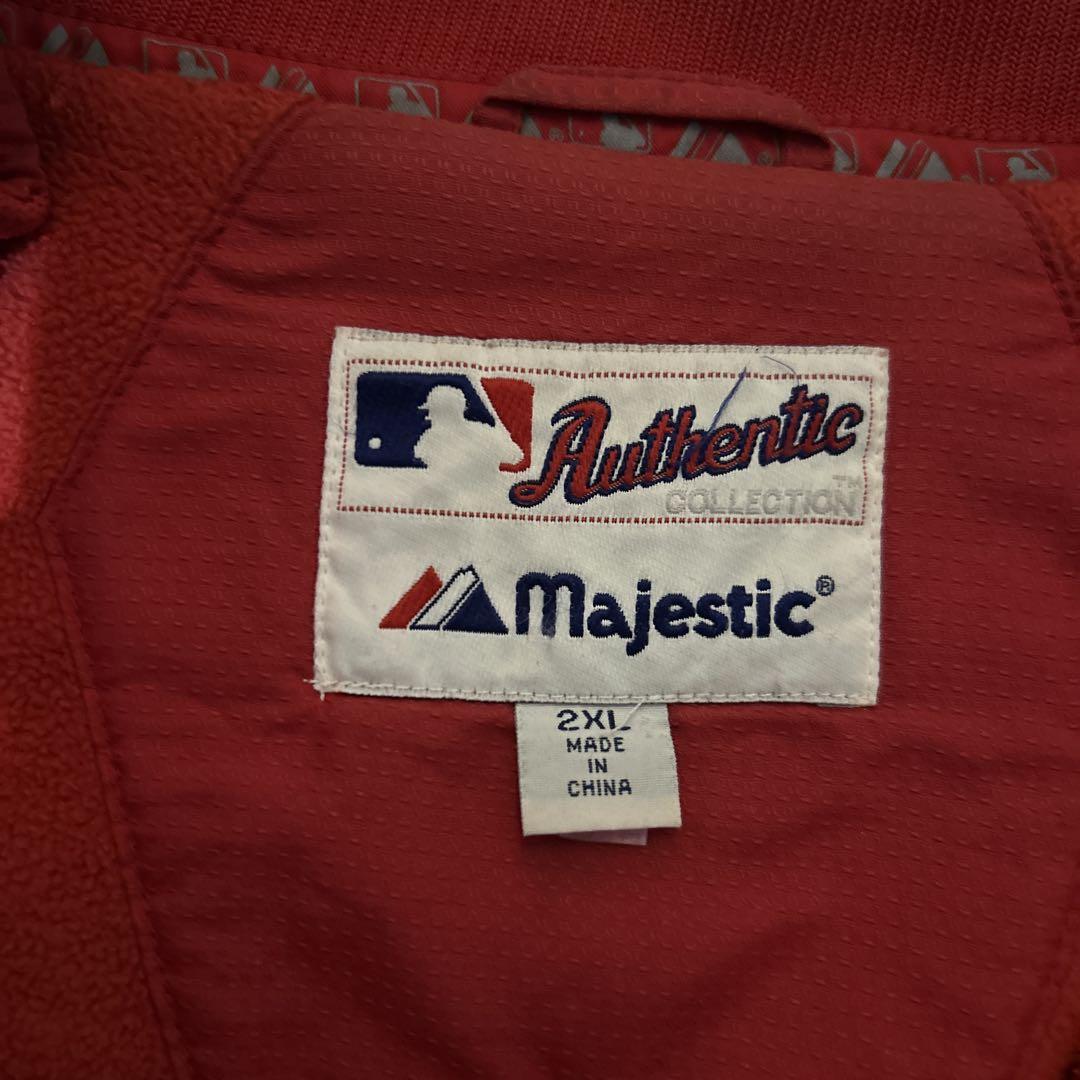 Authentic
COLLECTION™
Majestic®
2XL
MADE
IN
CHINA